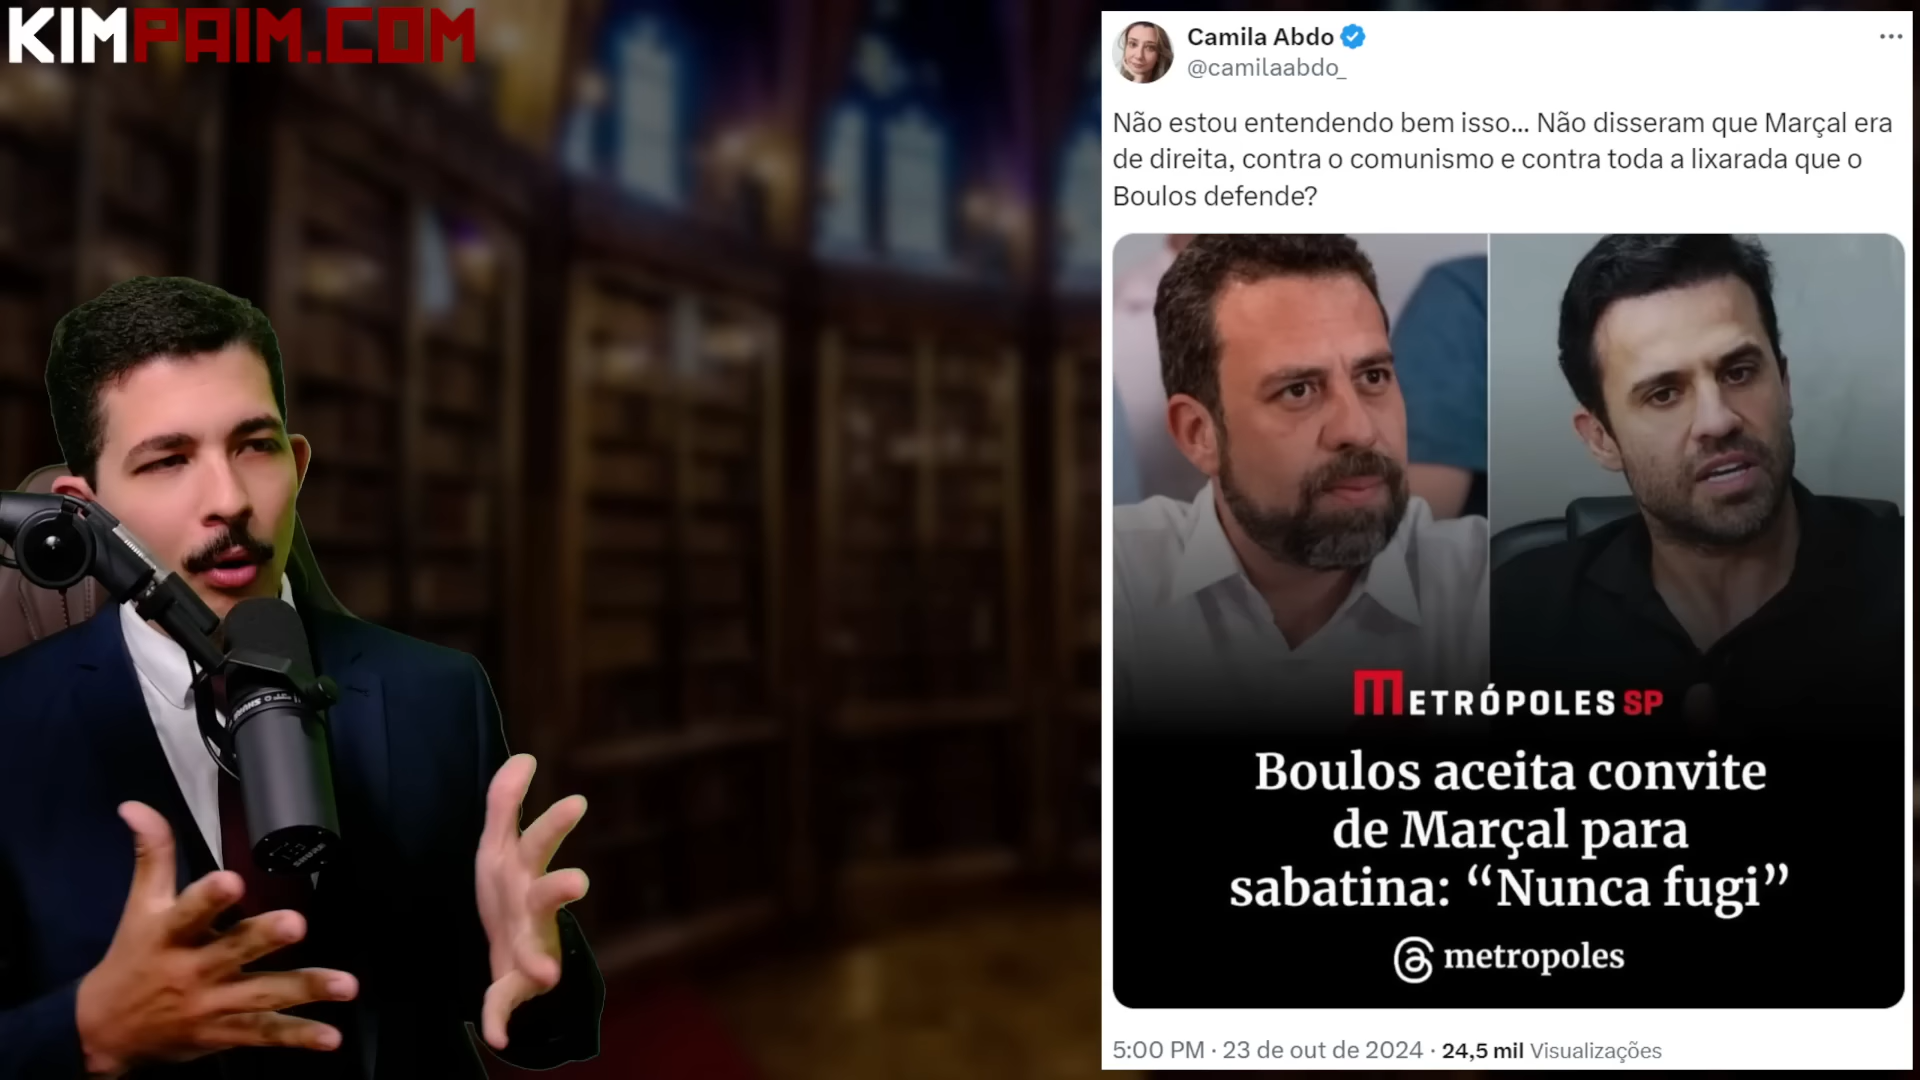 KIMPAIM.COM
Camila Abdo
@camilaabdo_
Não estou entendendo bem isso... Não disseram que Marçal era
de direita, contra o comunismo e contra toda a lixarada que o
Boulos defende?
METRÓPOLES SP
Boulos aceita convite
de Marçal para
sabatina: “Nunca fugi”
metropoles
5:00 PM · 23 de out de 2024 · 24,5 mil Visualizações
SHURE